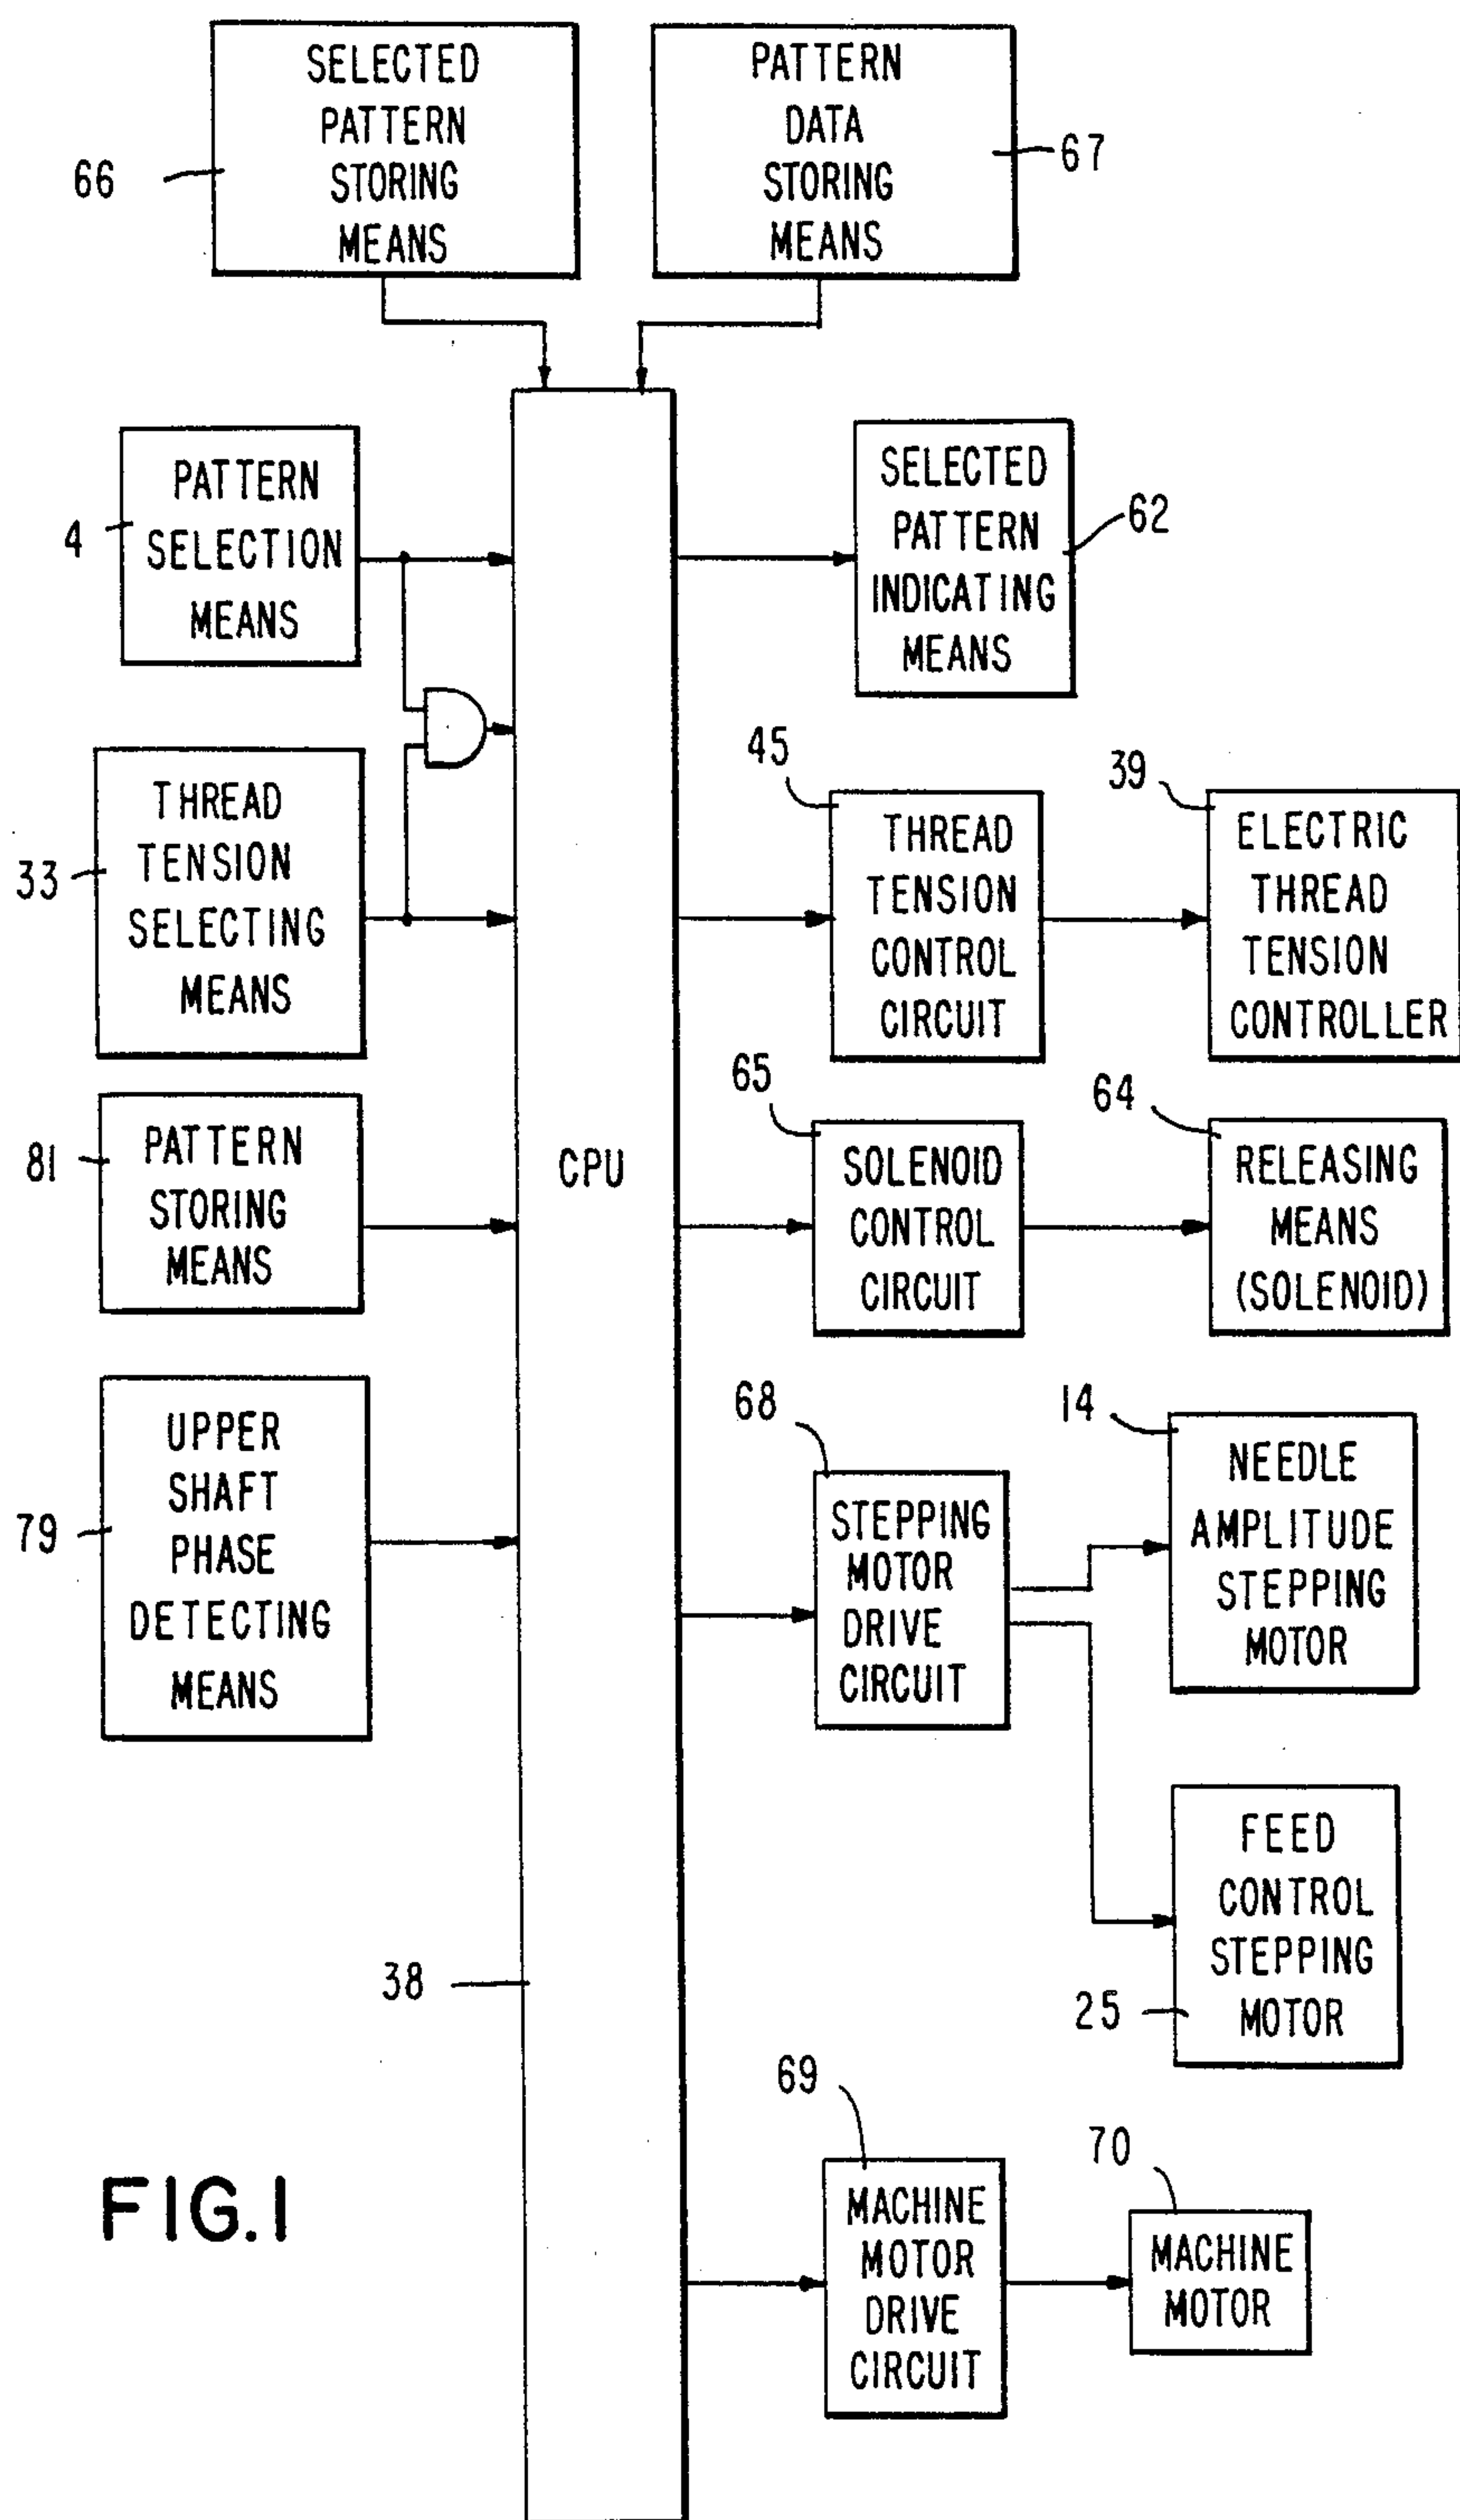 SELECTED
PATTERN
STORING
MEANS
66
PATTERN
DATA
STORING
MEANS
67
PATTERN
SELECTION
MEANS
4
SELECTED
PATTERN
INDICATING
MEANS
62
THREAD
TENSION
SELECTING
MEANS
33
45
THREAD
TENSION
CONTROL
CIRCUIT
39
ELECTRIC
THREAD
TENSION
CONTROLLER
81
PATTERN
STORING
MEANS
CPU
65
SOLENOID
CONTROL
CIRCUIT
64
RELEASING
MEANS
(SOLENOID)
79
UPPER
SHAFT
PHASE
DETECTING
MEANS
68
STEPPING
MOTOR
DRIVE
CIRCUIT
14
NEEDLE
AMPLITUDE
STEPPING
MOTOR
FEED
CONTROL
STEPPING
MOTOR
25
38
69
MACHINE
MOTOR
DRIVE
CIRCUIT
70
MACHINE
MOTOR
FIG.1